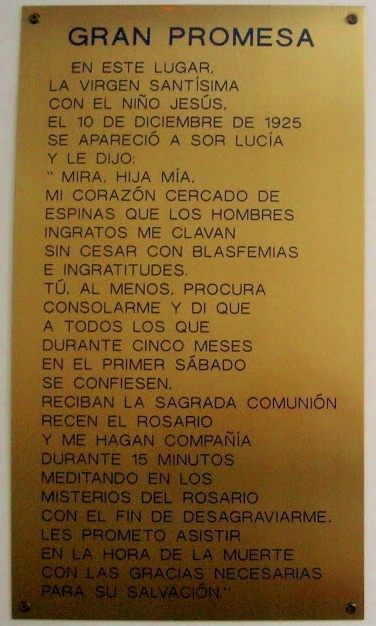 GRAN PROMESA
EN ESTE LUGAR,
LA VIRGEN SANTÍSIMA
CON EL NIÑO JESÚS,
EL 10 DE DICIEMBRE DE 1925
SE APARECIÓ A SOR LUCÍA
Y LE DIJO:
" MIRA, HIJA MÍA,
MI CORAZÓN CERCADO DE
ESPINAS QUE LOS HOMBRES
INGRATOS ME CLAVAN
SIN CESAR CON BLASFEMIAS
E INGRATITUDES.
TÚ, AL MENOS, PROCURA
CONSOLARME Y DI QUE
A TODOS LOS QUE
DURANTE CINCO MESES
EN EL PRIMER SÁBADO
SE CONFIESEN,
RECIBAN LA SAGRADA COMUNIÓN
RECEN EL ROSARIO
Y ME HAGAN COMPAÑÍA
DURANTE 15 MINUTOS
MEDITANDO EN LOS
MISTERIOS DEL ROSARIO
CON EL FIN DE DESAGRAVIARME,
LES PROMETO ASISTIR
EN LA HORA DE LA MUERTE
CON LAS GRACIAS NECESARIAS
PARA SU SALVACIÓN."